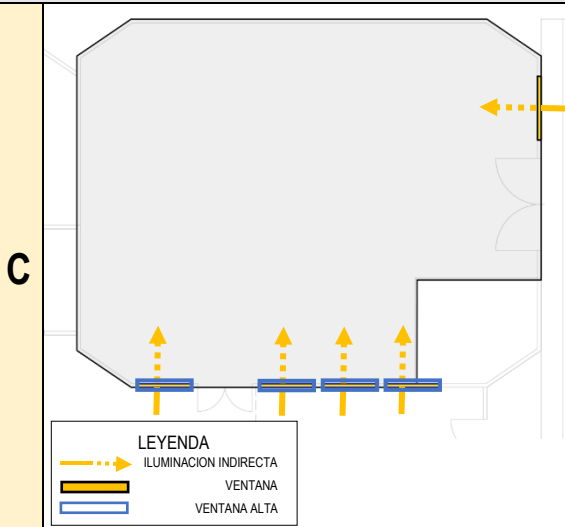 C
LEYENDA
ILUMINACION INDIRECTA
VENTANA
VENTANA ALTA